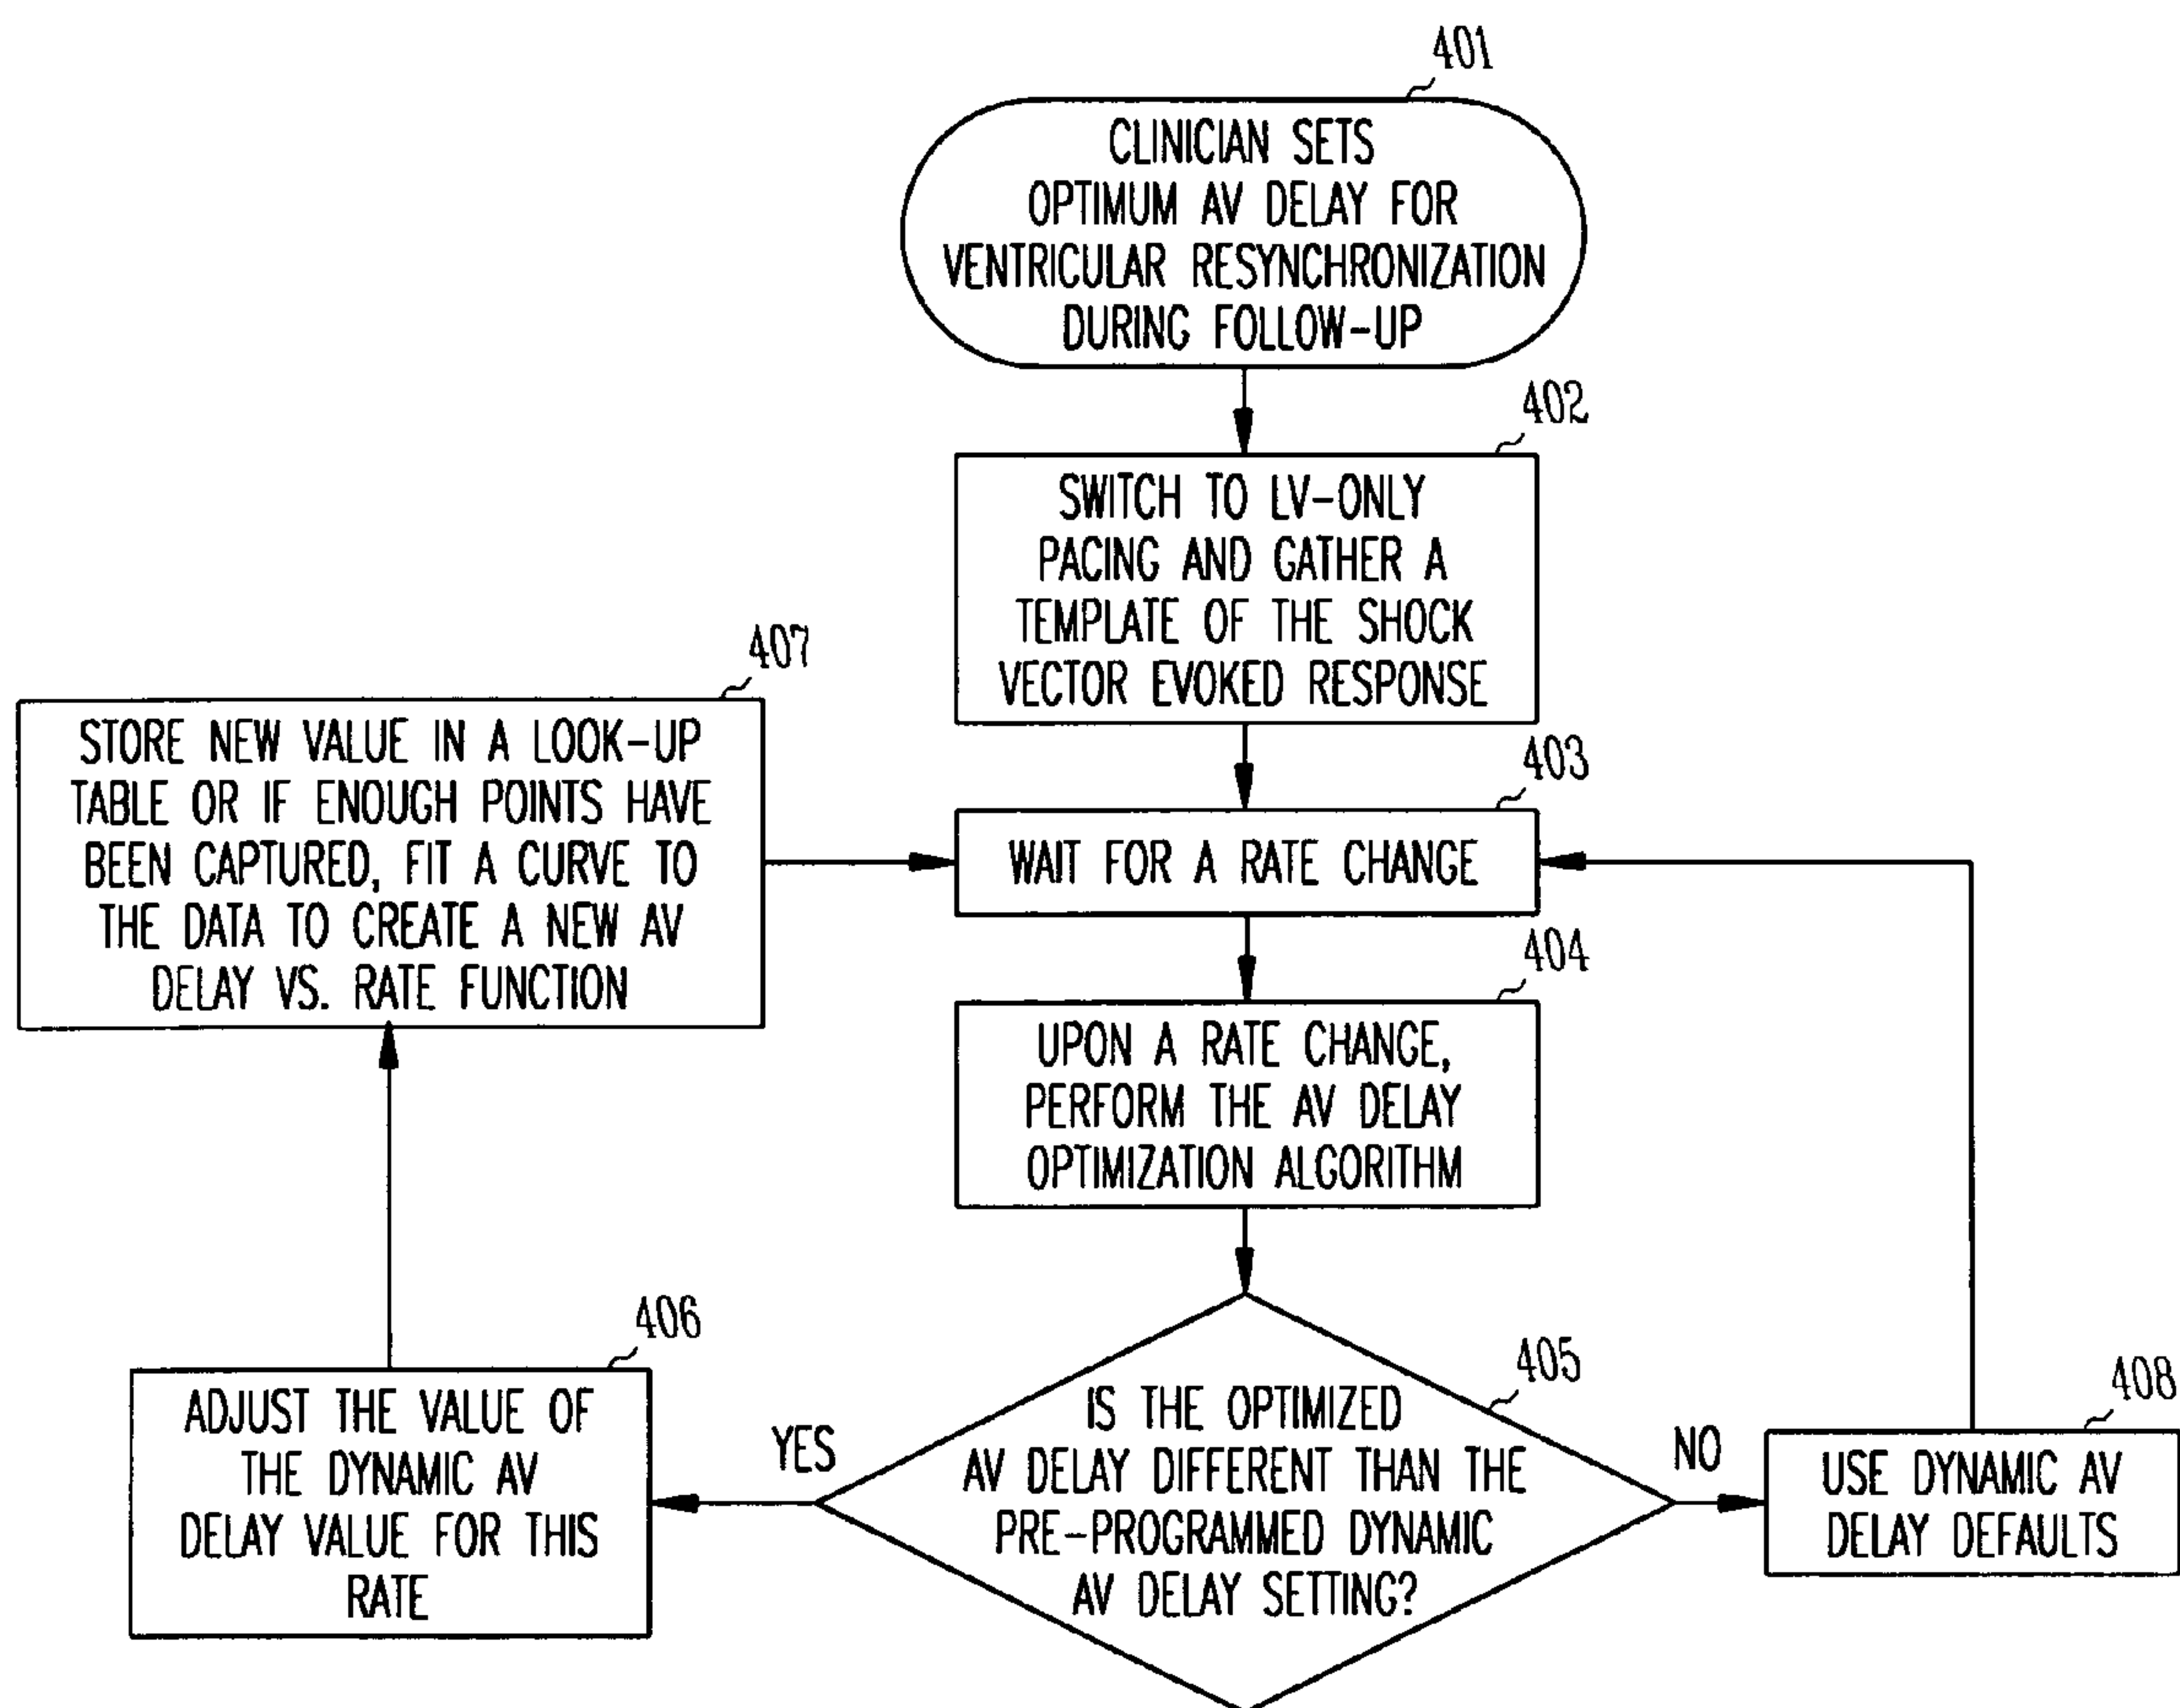 401
CLINICIAN SETS
OPTIMUM AV DELAY FOR
VENTRICULAR RESYNCHRONIZATION
DURING FOLLOW-UP
402
SWITCH TO LV-ONLY
PACING AND GATHER A
TEMPLATE OF THE SHOCK
VECTOR EVOKED RESPONSE
407
STORE NEW VALUE IN A LOOK-UP
TABLE OR IF ENOUGH POINTS HAVE
BEEN CAPTURED, FIT A CURVE TO
THE DATA TO CREATE A NEW AV
DELAY VS. RATE FUNCTION
403
WAIT FOR A RATE CHANGE
404
UPON A RATE CHANGE,
PERFORM THE AV DELAY
OPTIMIZATION ALGORITHM
406
ADJUST THE VALUE OF
THE DYNAMIC AV
DELAY VALUE FOR THIS
RATE
YES
405
IS THE OPTIMIZED
AV DELAY DIFFERENT THAN THE
PRE-PROGRAMMED DYNAMIC
AV DELAY SETTING?
NO
408
USE DYNAMIC AV
DELAY DEFAULTS